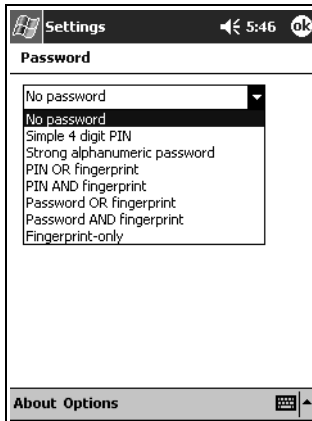 Settings 5:46 ok
Password
No password
No password
Simple 4 digit PIN
Strong alphanumeric password
PIN OR fingerprint
PIN AND fingerprint
Password OR fingerprint
Password AND fingerprint
Fingerprint-only
About Options